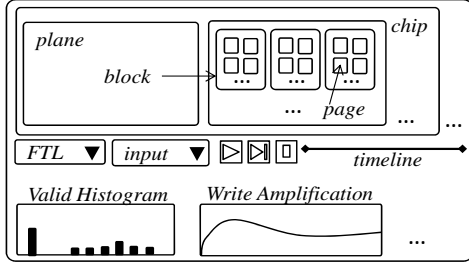 chip
plane
block
...
...
...
...
page
...
...
FTL
input
timeline
Valid Histogram
Write Amplification
...